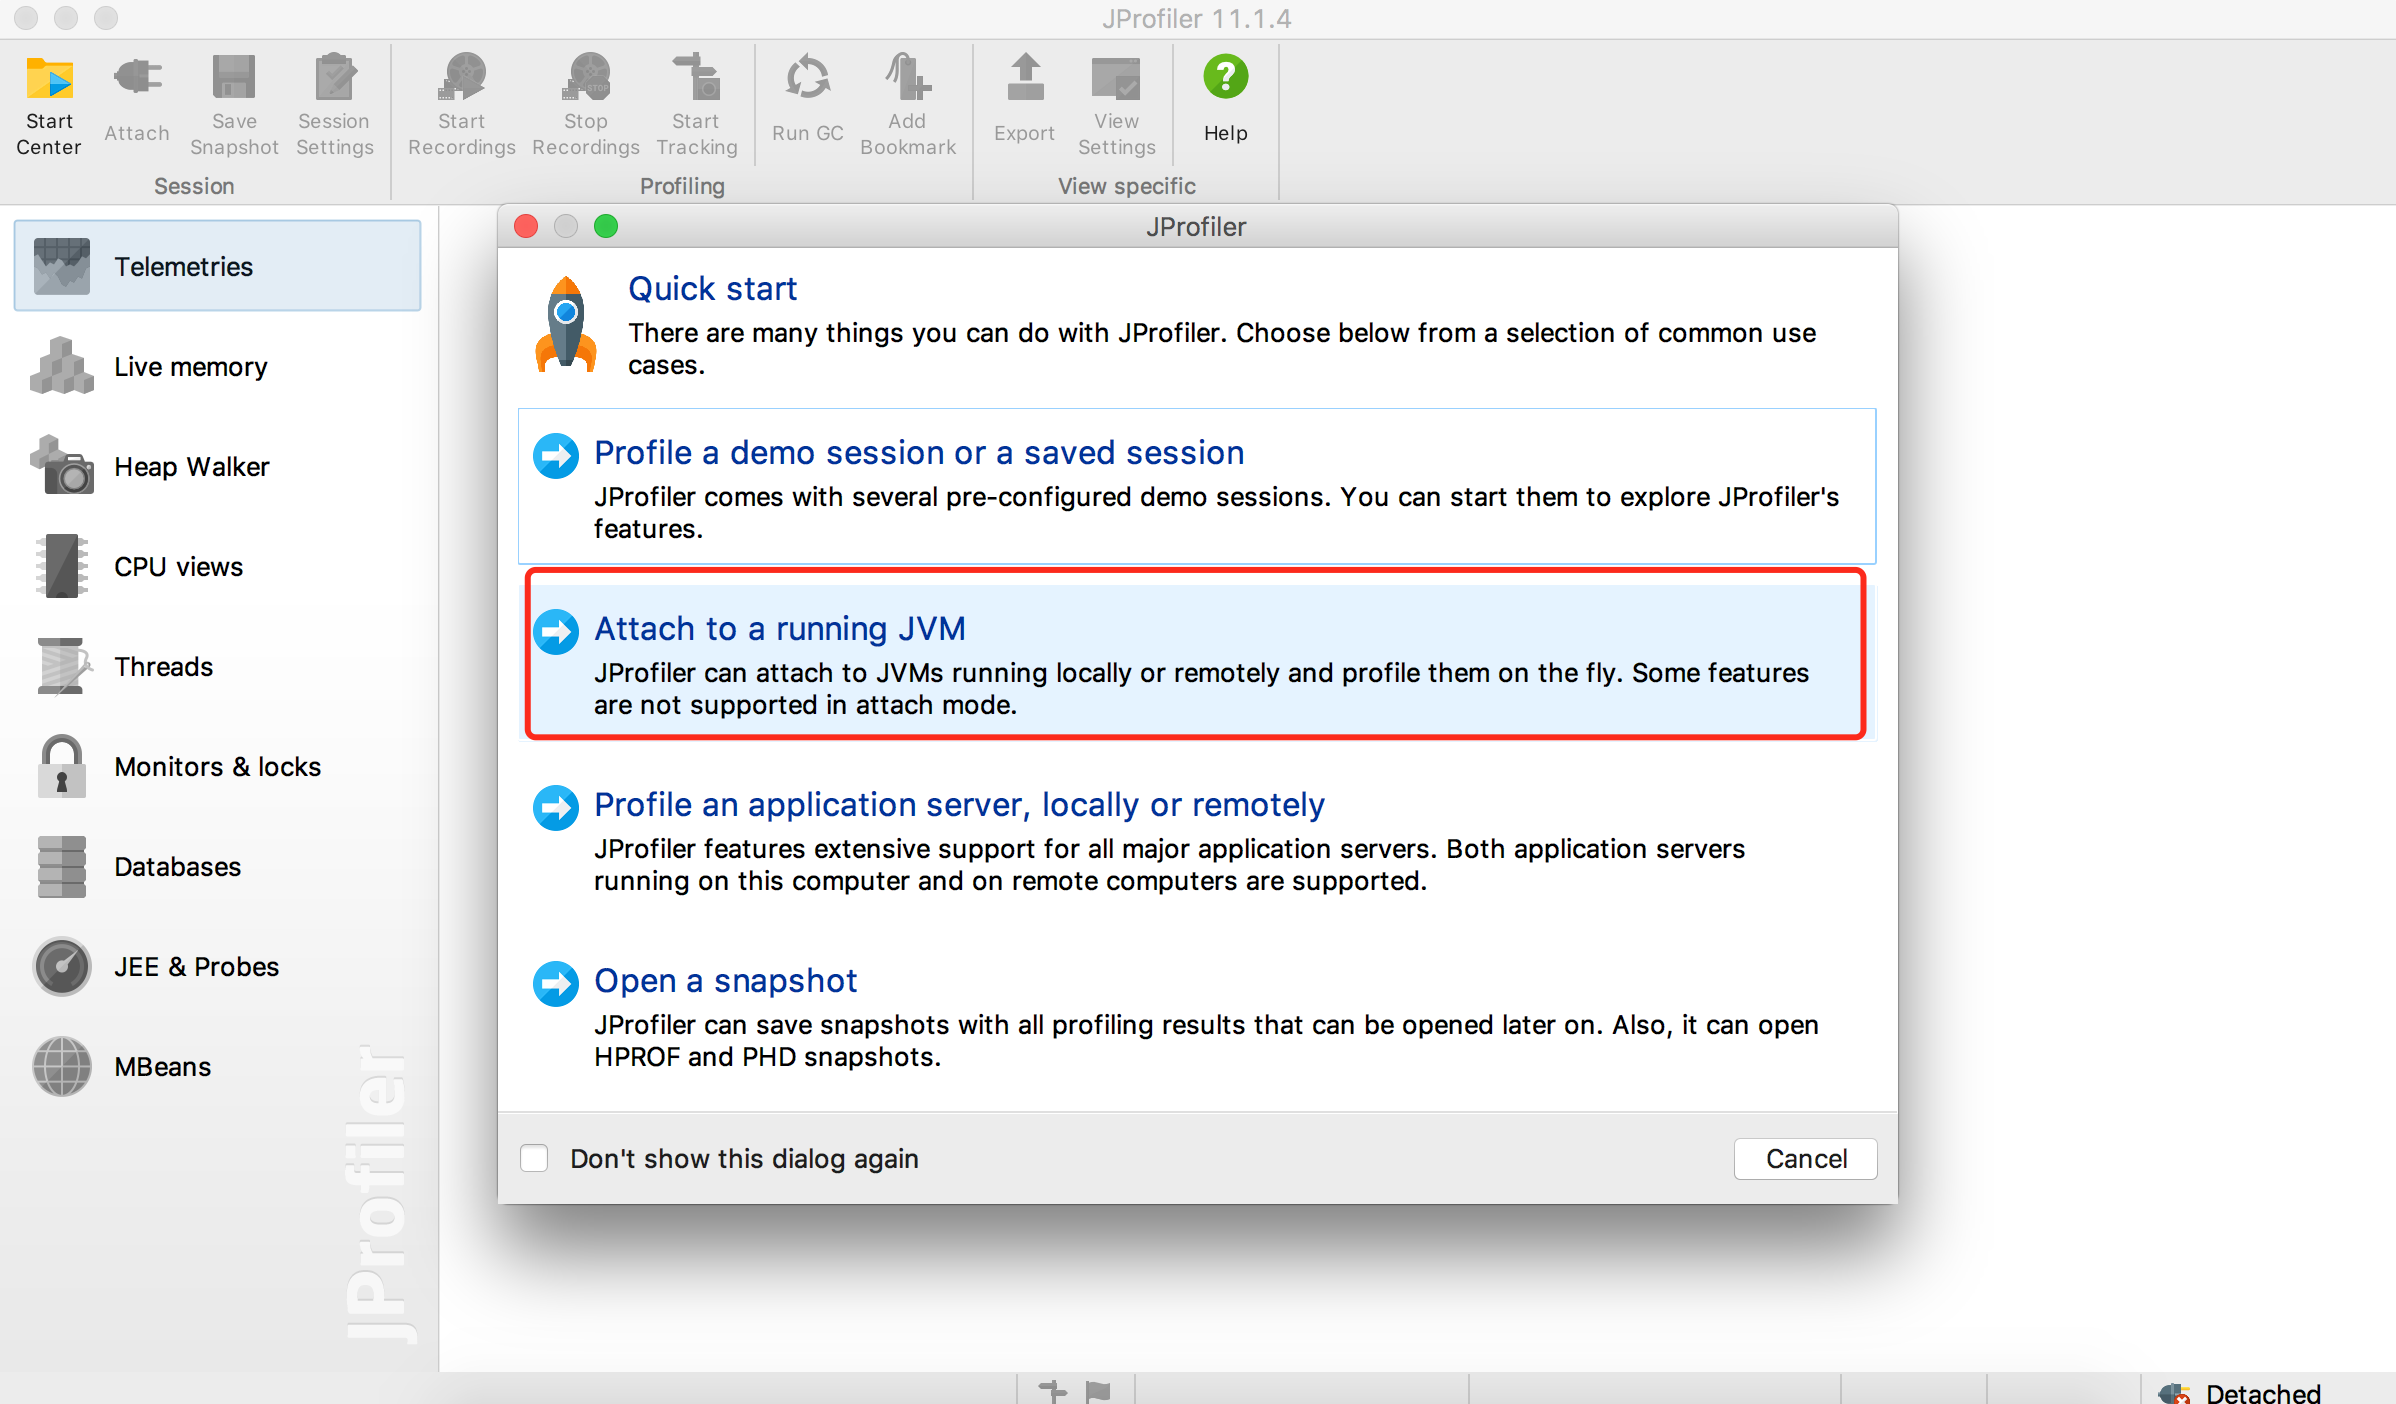 JProfiler 11.1.4
Start Center
Attach
Save Snapshot
Session Settings
Start Recordings
STOP
Stop Recordings
Start Tracking
Run GC
Add Bookmark
Export
View Settings
Help
Session
Profiling
View specific
Telemetries
Live memory
Heap Walker
CPU views
Threads
Monitors & locks
Databases
JEE & Probes
MBeans
JProfiler
JProfiler
Quick start
There are many things you can do with JProfiler. Choose below from a selection of common use
cases.
Profile a demo session or a saved session
JProfiler comes with several pre-configured demo sessions. You can start them to explore JProfiler's
features.
Attach to a running JVM
JProfiler can attach to JVMs running locally or remotely and profile them on the fly. Some features
are not supported in attach mode.
Profile an application server, locally or remotely
JProfiler features extensive support for all major application servers. Both application servers
running on this computer and on remote computers are supported.
Open a snapshot
JProfiler can save snapshots with all profiling results that can be opened later on. Also, it can open
HPROF and PHD snapshots.
Don't show this dialog again
Cancel
Detached